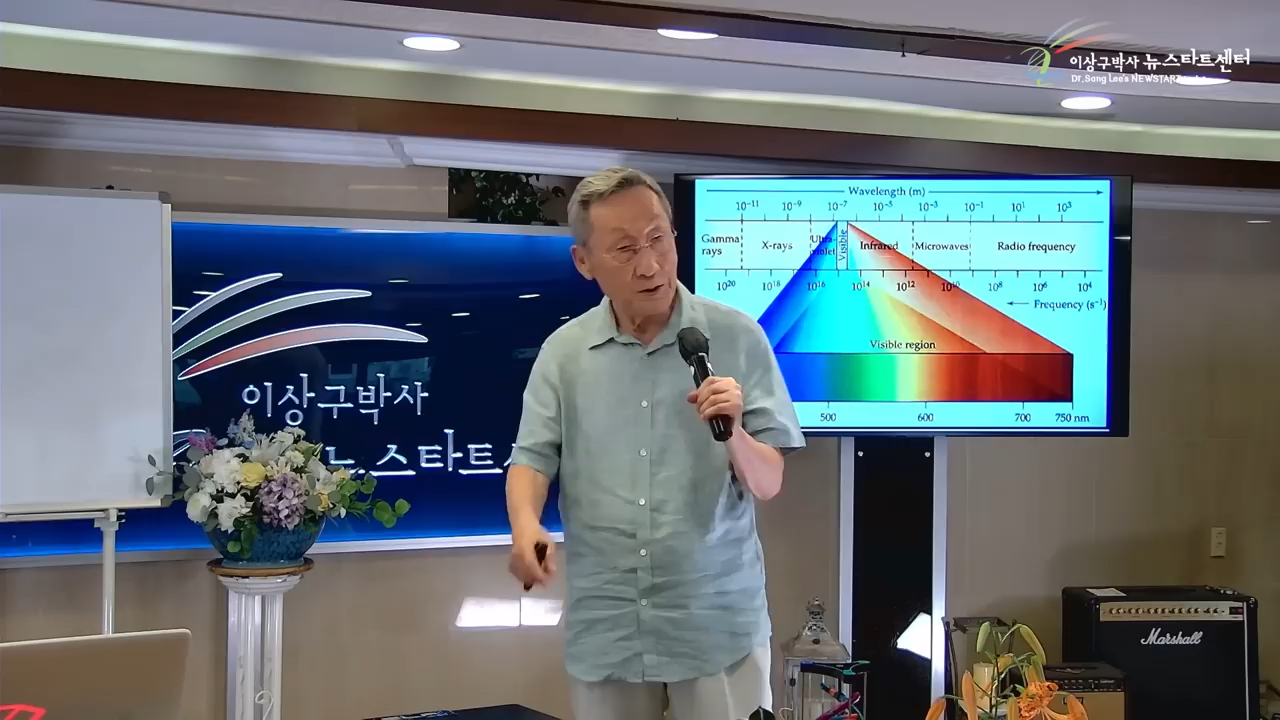 이상구박사 뉴스타트센터
Dr.Sang Lee's NEWSTART
Wavelength (m)
10⁻¹¹ 10⁻⁹ 10⁻⁷ 10⁻⁵ 10⁻³ 10⁻¹ 10¹ 10³
Gamma rays
X-rays
Ultra-violet
Visible
Infrared
Microwaves
Radio frequency
10²⁰ 10¹⁸ 10¹⁶ 10¹⁴ 10¹² 10¹⁰ 10⁸ 10⁶ 10⁴
Frequency (s⁻¹)
Visible region
500 600 700 750 nm
이상구박사
뉴스타트
Marshall